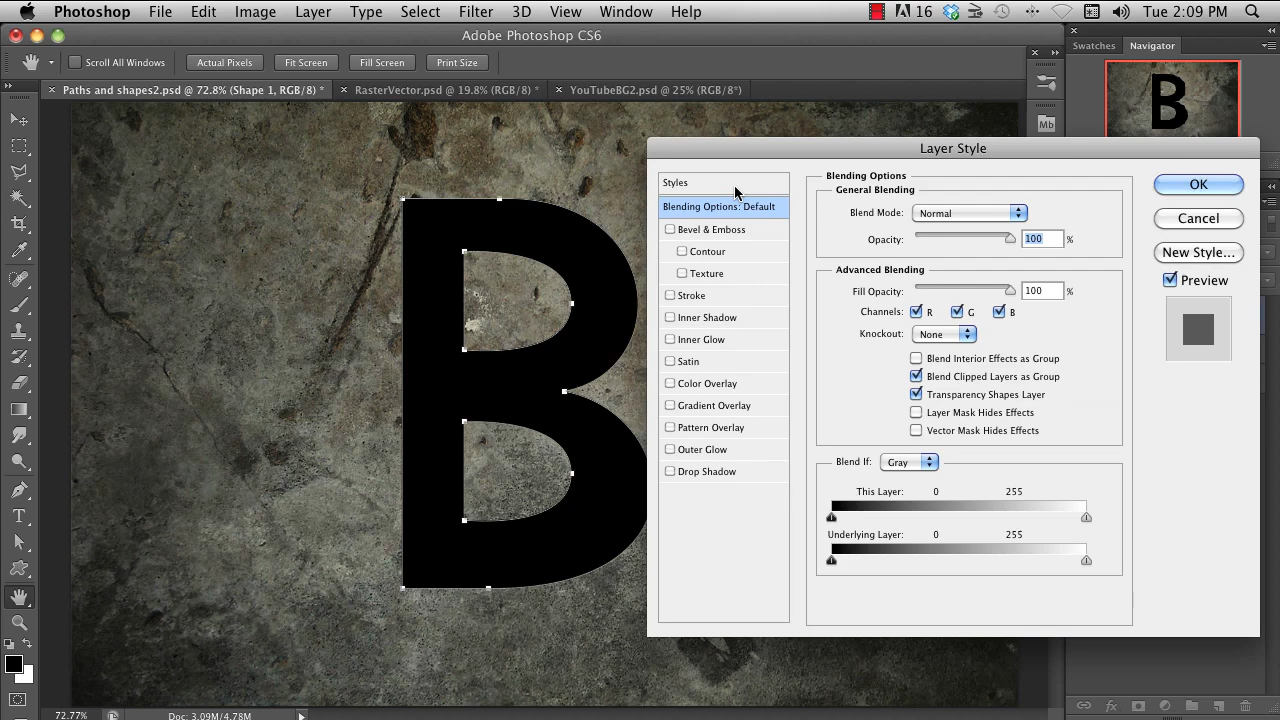 Photoshop File Edit Image Layer Type Select Filter 3D View Window Help 16 Tue 2:09 PM
Adobe Photoshop CS6
Scroll All Windows Actual Pixels Fit Screen Fill Screen Print Size
Swatches Navigator
Paths and shapes2.psd @ 72.8% (Shape 1, RGB/8) * RasterVector.psd @ 19.8% (RGB/8) * YouTubeBG2.psd @ 25% (RGB/8*)
Mb
B
B
Layer Style
Styles
Blending Options: Default
Bevel & Emboss
Contour
Texture
Stroke
Inner Shadow
Inner Glow
Satin
Color Overlay
Gradient Overlay
Pattern Overlay
Outer Glow
Drop Shadow
Blending Options
General Blending
Blend Mode: Normal
Opacity: 100 %
Advanced Blending
Fill Opacity: 100 %
Channels: R G B
Knockout: None
Blend Interior Effects as Group
Blend Clipped Layers as Group
Transparency Shapes Layer
Layer Mask Hides Effects
Vector Mask Hides Effects
Blend If: Gray
This Layer: 0 255
Underlying Layer: 0 255
OK
Cancel
New Style...
Preview
72.77% Doc: 3.09M/4.78M